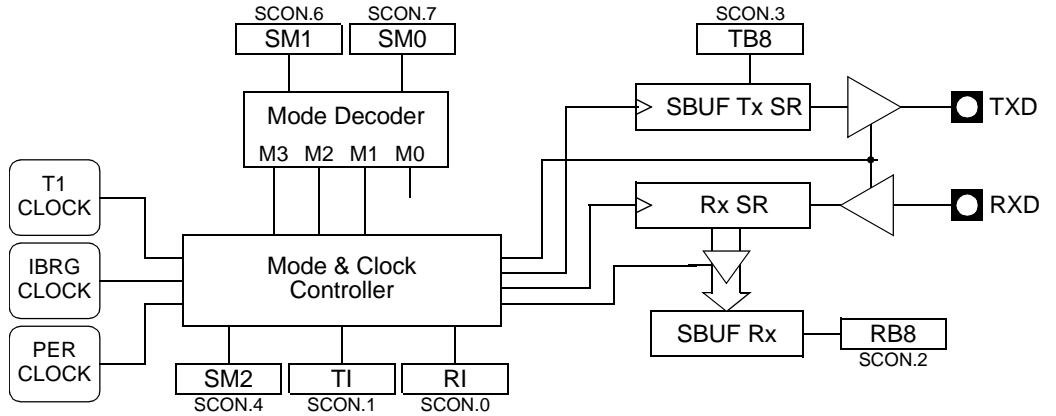 SCON.6
SCON.7
SM1
SM0
SCON.3
TB8
Mode Decoder
M3 M2 M1 M0
SBUF Tx SR
TXD
T1
CLOCK
Rx SR
RXD
IBRG
CLOCK
Mode & Clock
Controller
PER
CLOCK
SBUF Rx
RB8
SCON.2
SM2
TI
RI
SCON.4
SCON.1
SCON.0